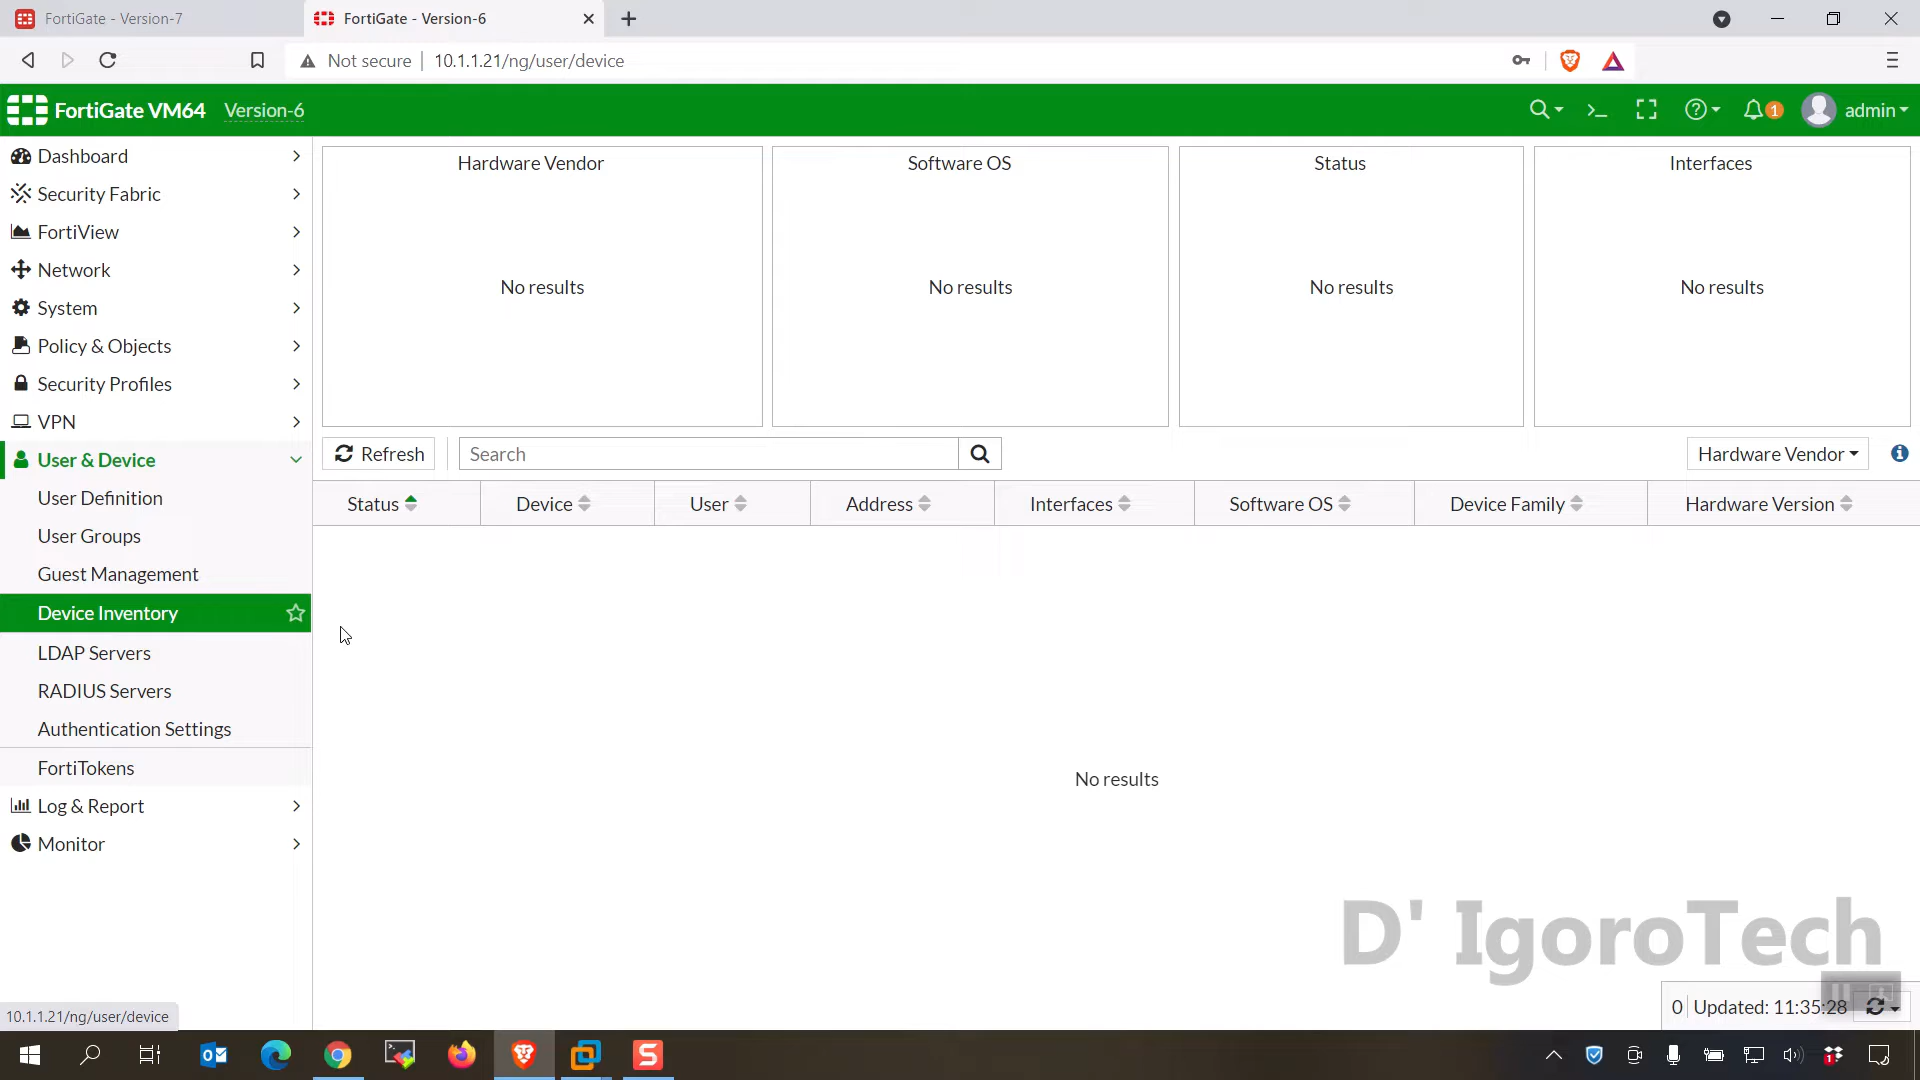 FortiGate - Version-7
FortiGate - Version-6
Not secure
10.1.1.21/ng/user/device
FortiGate VM64
Version-6
1
admin
Dashboard
Security Fabric
FortiView
Network
System
Policy & Objects
Security Profiles
VPN
User & Device
User Definition
User Groups
Guest Management
Device Inventory
LDAP Servers
RADIUS Servers
Authentication Settings
FortiTokens
Log & Report
Monitor
Hardware Vendor
No results
Software OS
No results
Status
No results
Interfaces
No results
Refresh
Search
Hardware Vendor
Status
Device
User
Address
Interfaces
Software OS
Device Family
Hardware Version
No results
D' IgoroTech
0
Updated: 11:35:28
10.1.1.21/ng/user/device